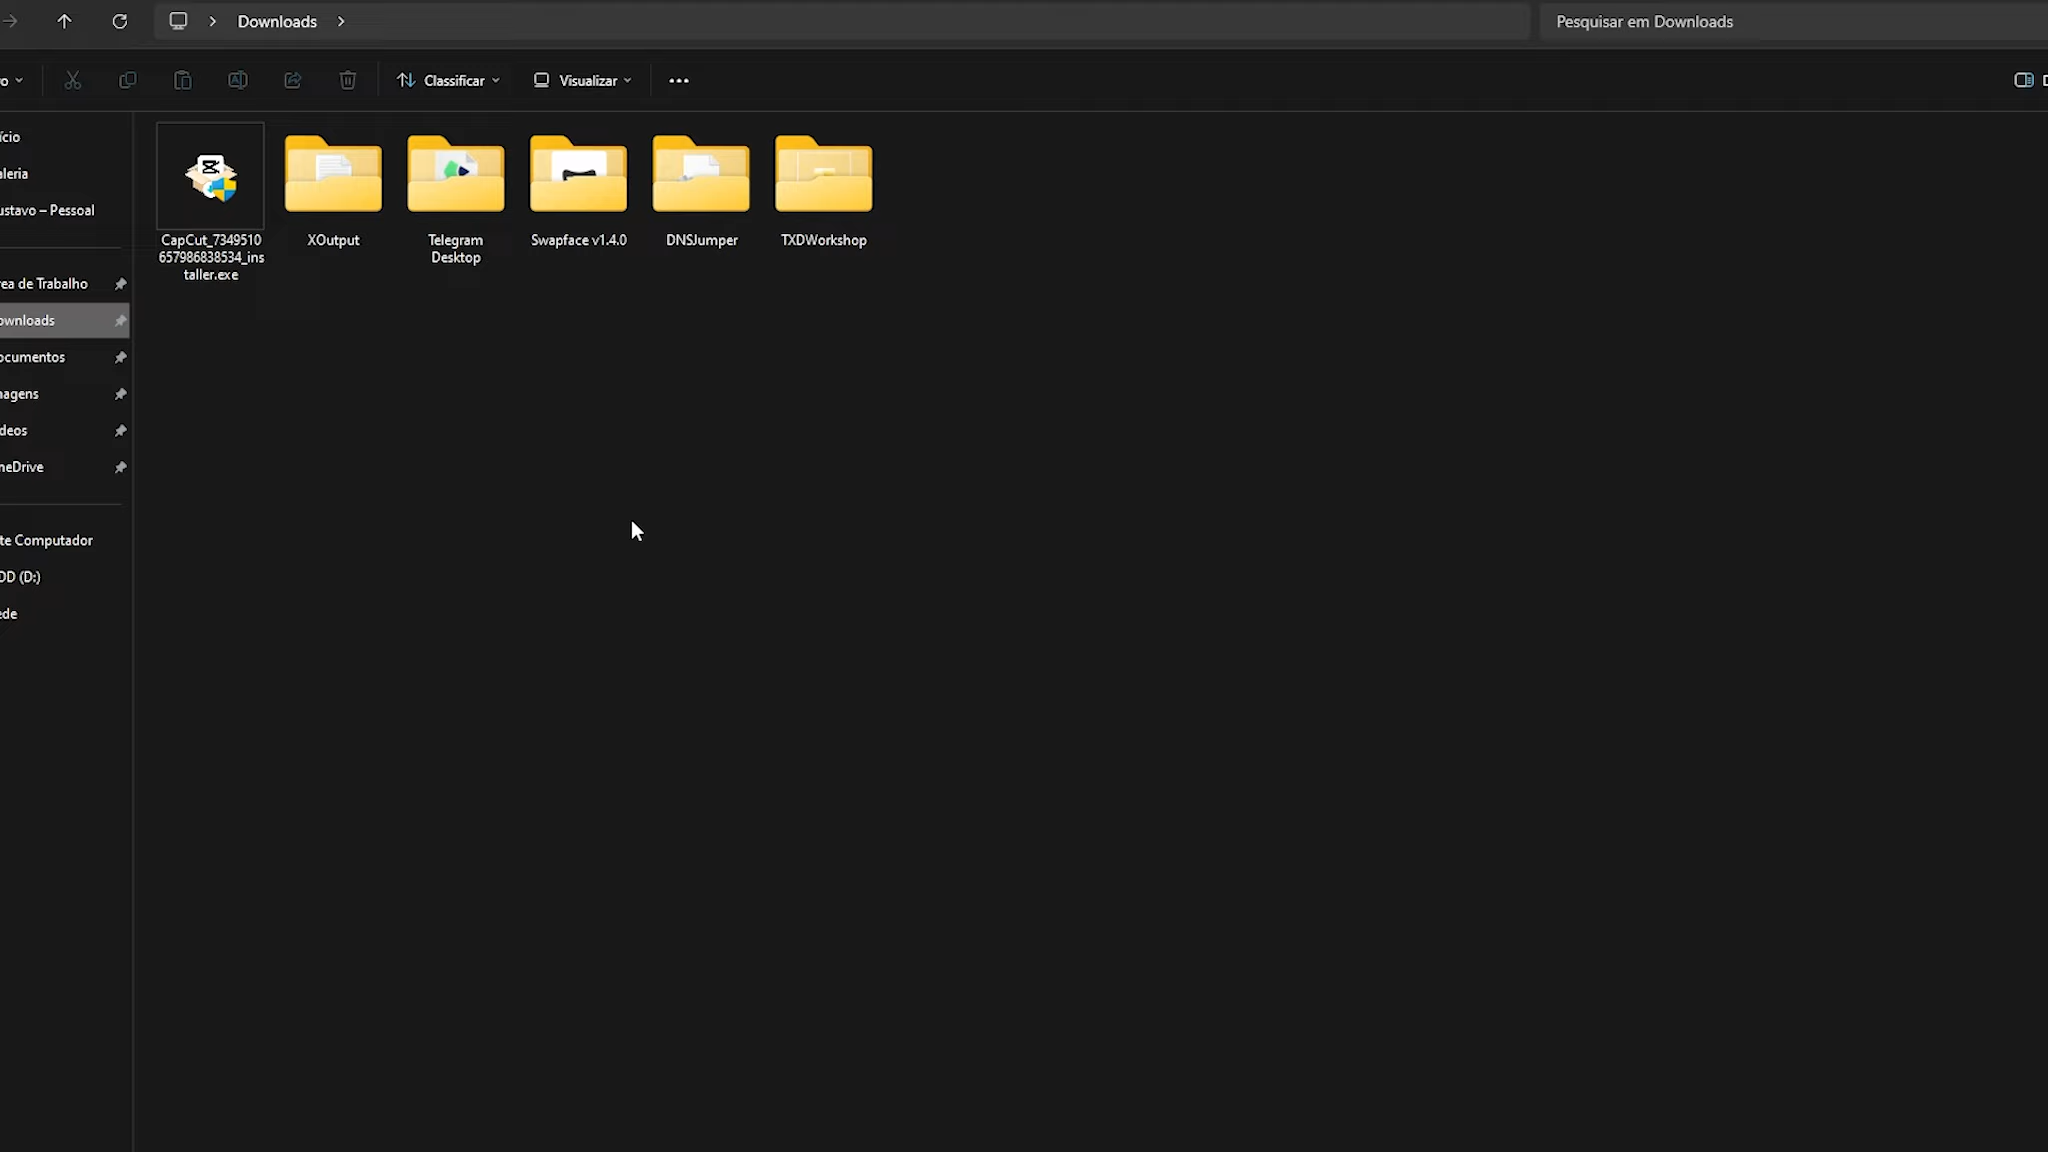 Downloads
Pesquisar em Downloads
o
Classificar
Visualizar
D
ício
aleria
ustavo – Pessoal
rea de Trabalho
ownloads
ocumentos
nagens
deos
neDrive
te Computador
DD (D:)
ede
CapCut_7349510
657986838534_ins
taller.exe
XOutput
Telegram
Desktop
Swapface v1.4.0
DNSJumper
TXDWorkshop